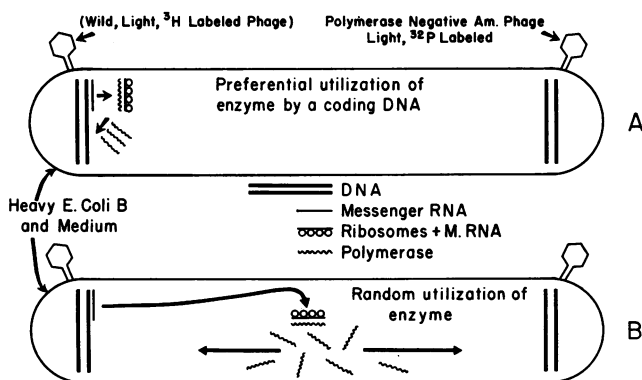 (Wild, Light, ³H Labeled Phage)
Polymerase Negative Am. Phage
Light, ³²P Labeled
Preferential utilization of
enzyme by a coding DNA
A
Heavy E. Coli B
and Medium
DNA
Messenger RNA
Ribosomes + M. RNA
Polymerase
Random utilization of
enzyme
B